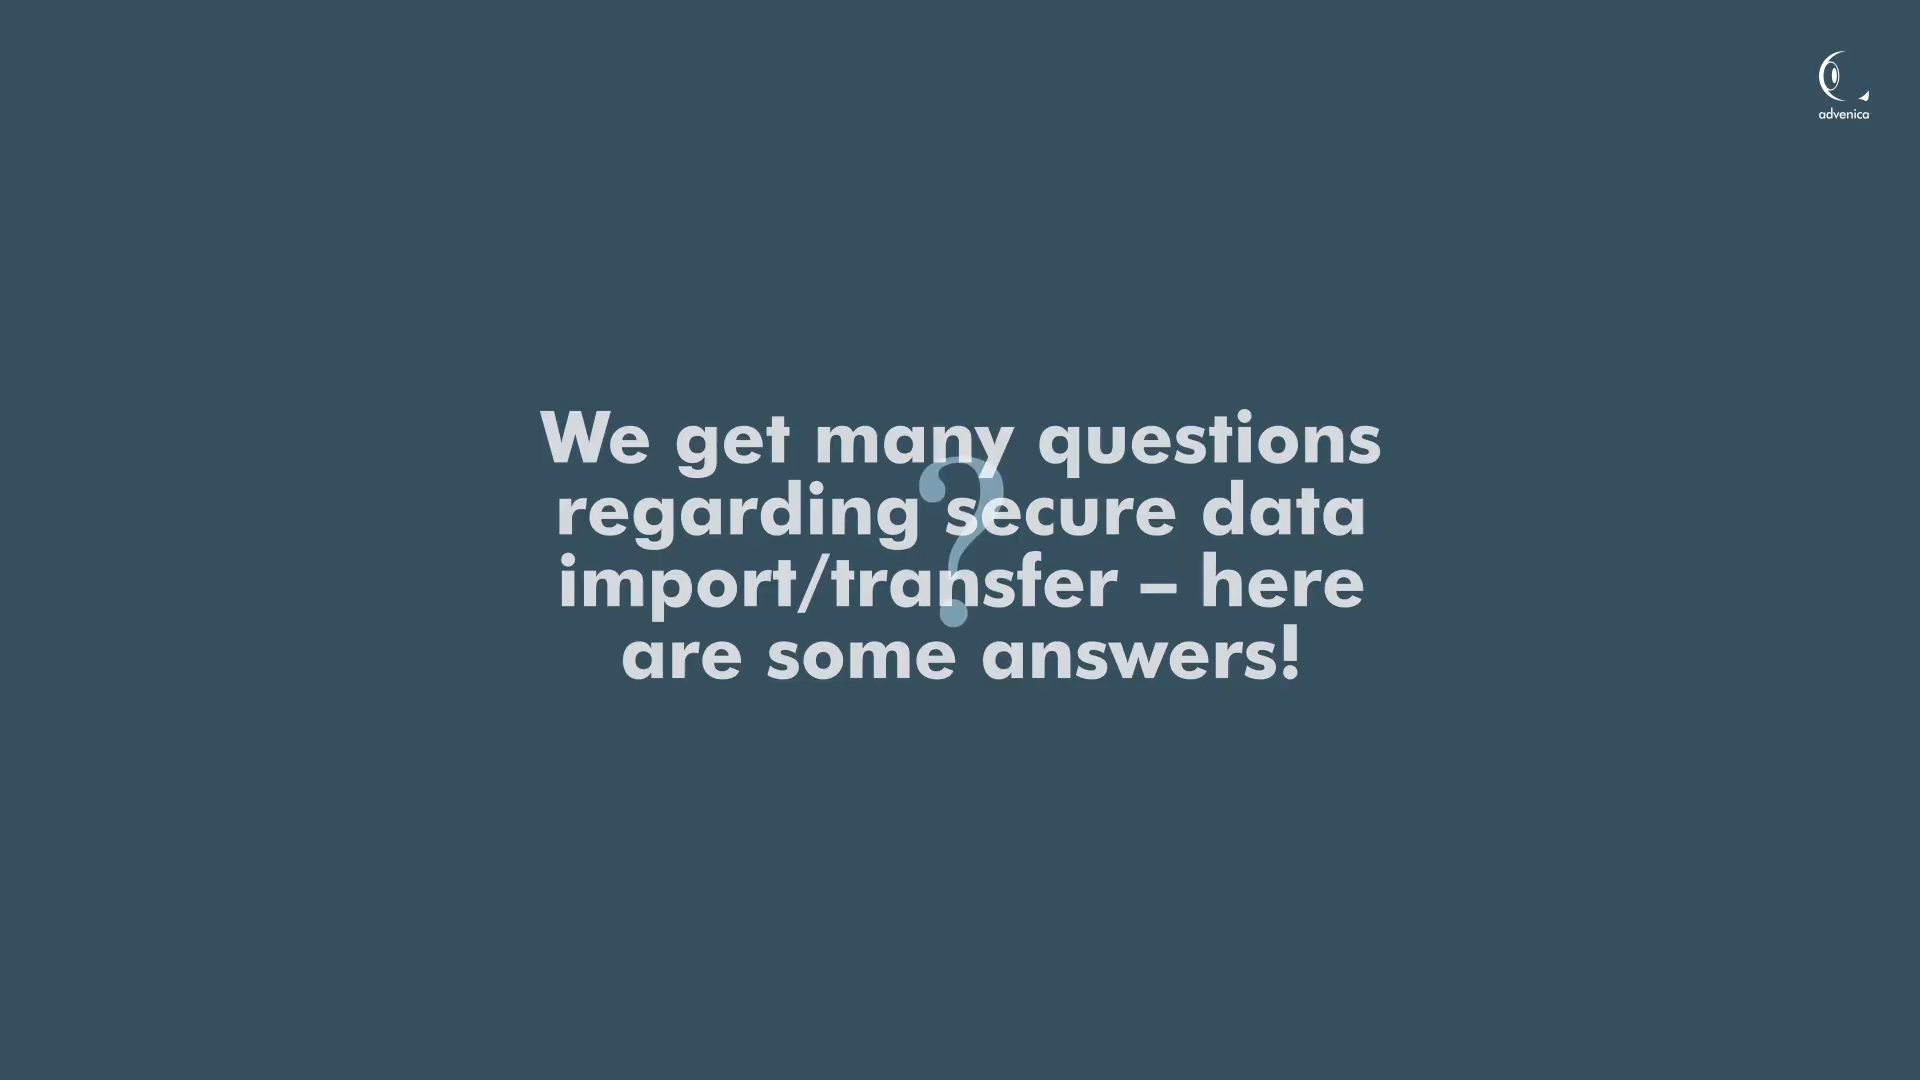 advenica
We get many questions
regarding secure data
import/transfer – here
are some answers!
?